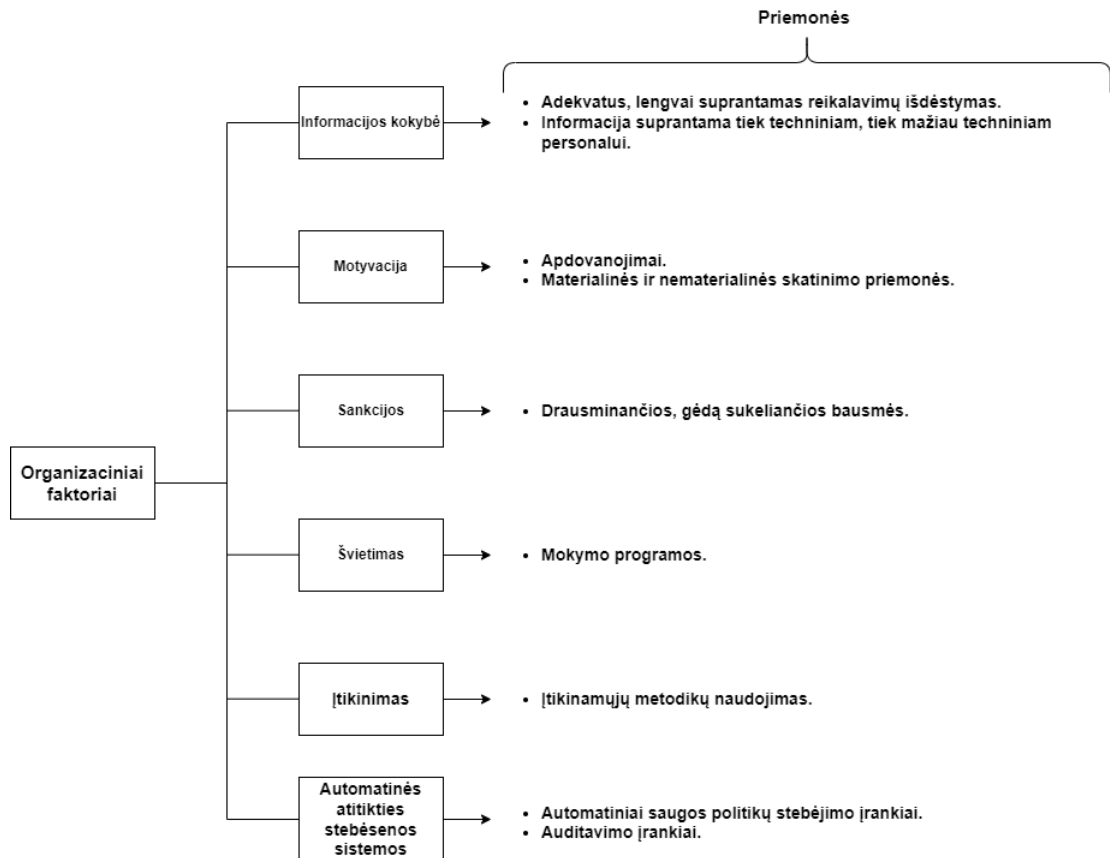 Priemonės
Informacijos kokybė
• Adekvatus, lengvai suprantamas reikalavimų išdėstymas.
• Informacija suprantama tiek techniniam, tiek mažiau techniniam
personalui.
Motyvacija
• Apdovanojimai.
• Materialinės ir nematerialinės skatinimo priemonės.
Sankcijos
• Drausminančios, gėdą sukeliančios bausmės.
Organizaciniai
faktoriai
Švietimas
• Mokymo programos.
Įtikinimas
• Įtikinamųjų metodikų naudojimas.
Automatinės
atitikties
stebėsenos
sistemos
• Automatiniai saugos politikų stebėjimo įrankiai.
• Auditavimo įrankiai.